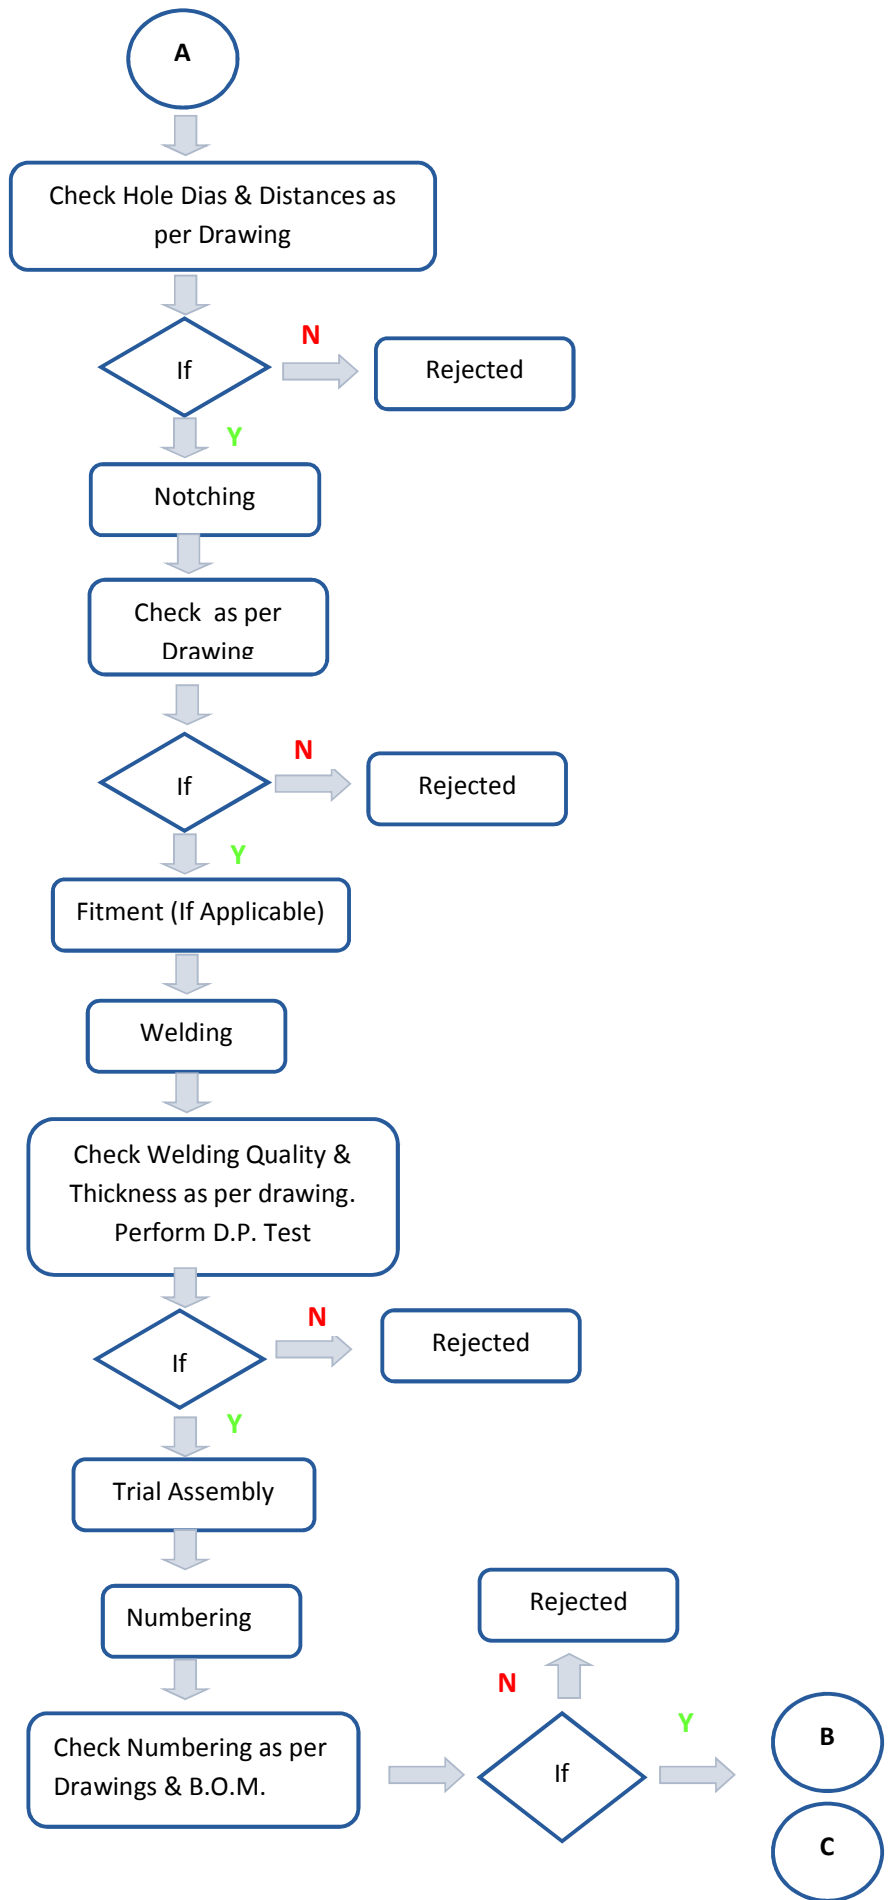 A
Check Hole Dias & Distances as
per Drawing
If
N
Rejected
Y
Notching
Check as per
Drawing
If
N
Rejected
Y
Fitment (If Applicable)
Welding
Check Welding Quality &
Thickness as per drawing.
Perform D.P. Test
If
N
Rejected
Y
Trial Assembly
Numbering
Rejected
N
Check Numbering as per
Drawings & B.O.M.
If
Y
B
C